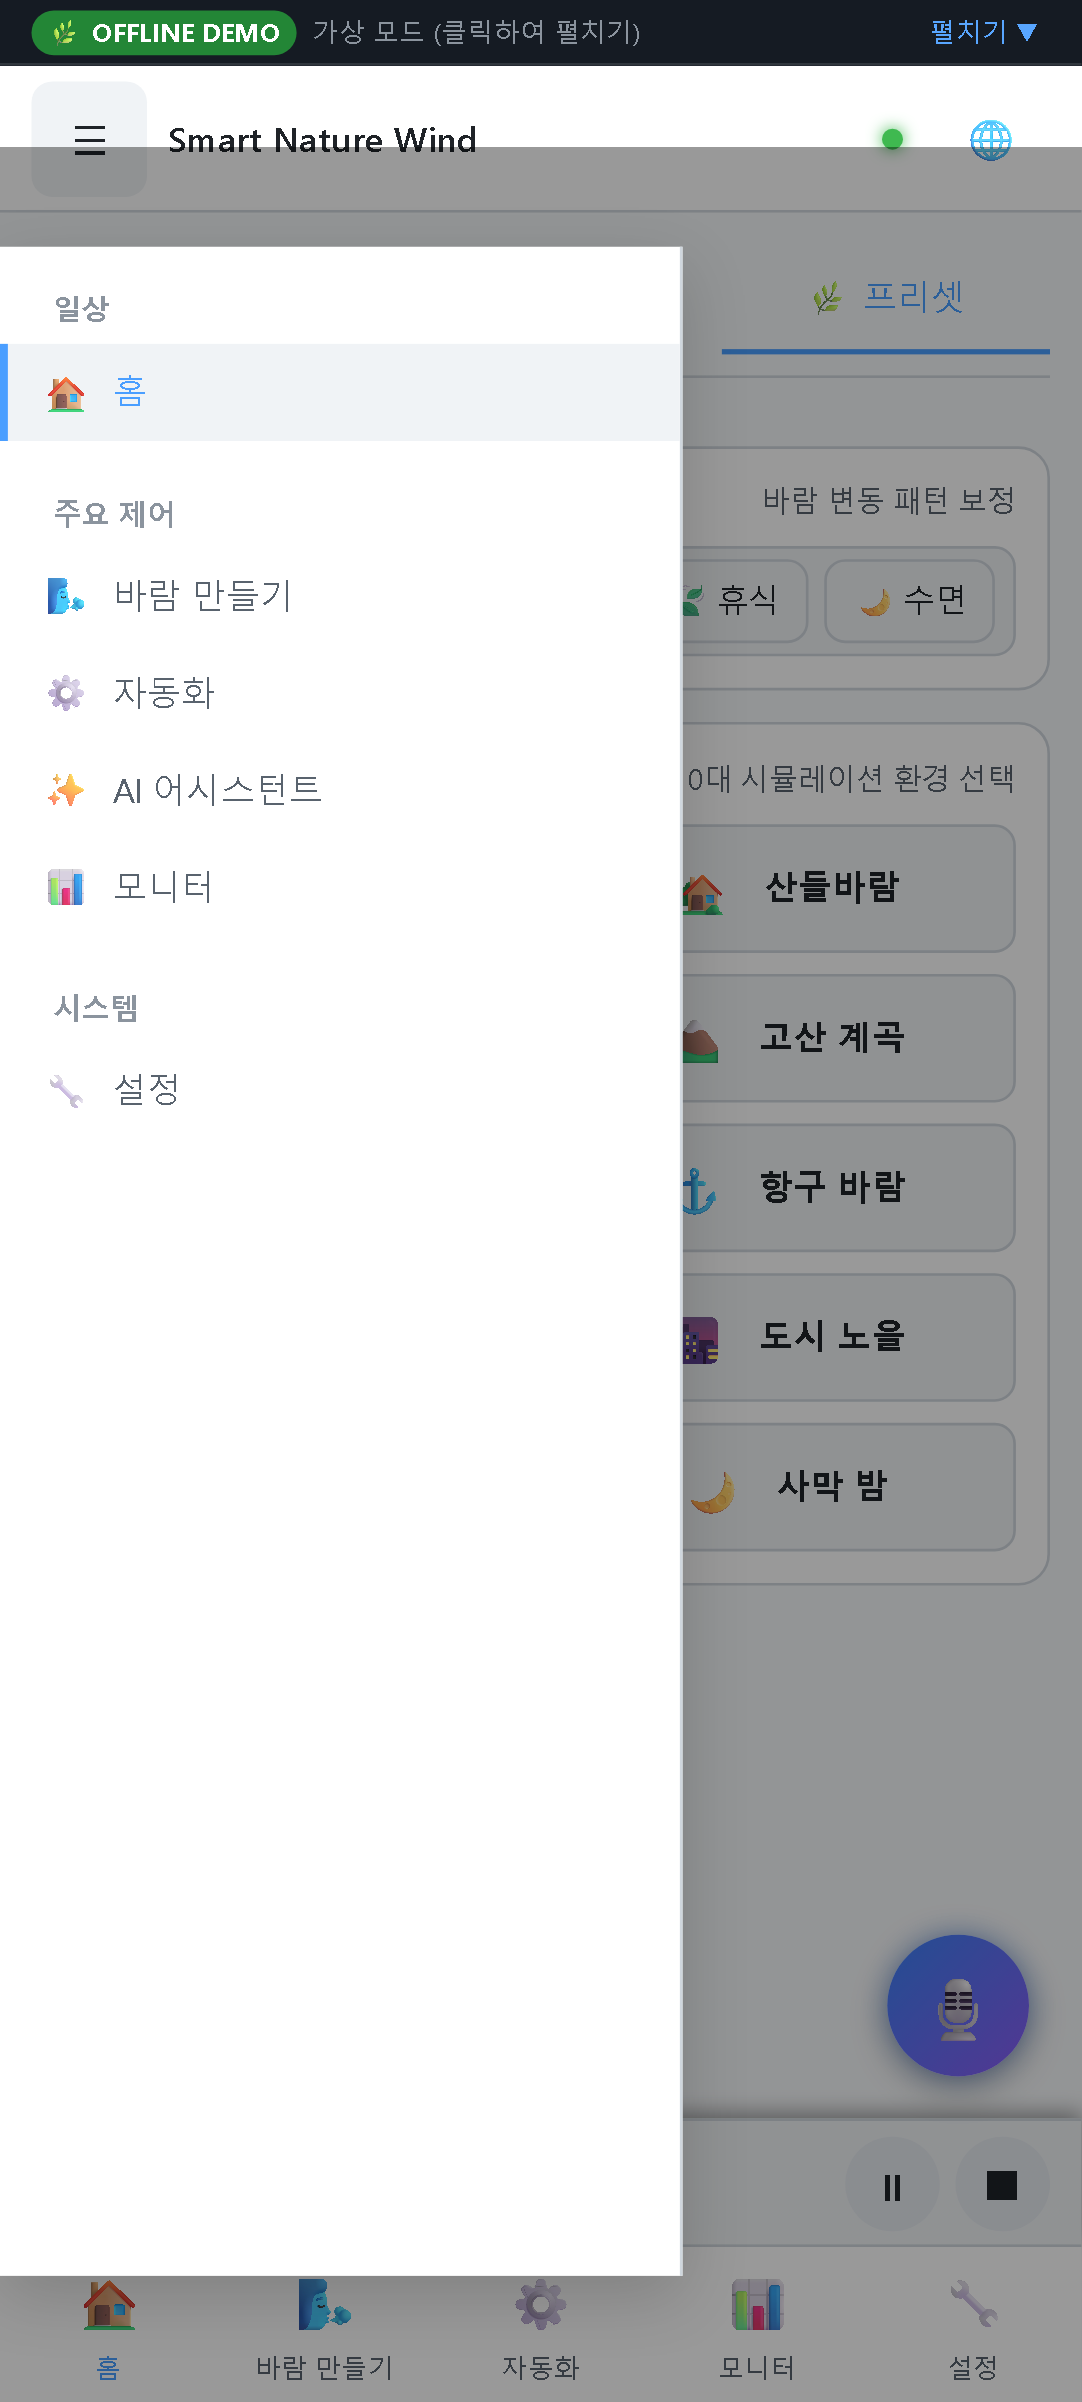 OFFLINE DEMO 가상 모드 (클릭하여 펼치기) 펼치기 ▼
Smart Nature Wind
프리셋
일상
홈
주요 제어
바람 만들기
자동화
AI 어시스턴트
모니터
시스템
설정
바람 변동 패턴 보정
휴식 수면
0대 시뮬레이션 환경 선택
산들바람
고산 계곡
항구 바람
도시 노을
사막 밤
홈 바람 만들기 자동화 모니터 설정